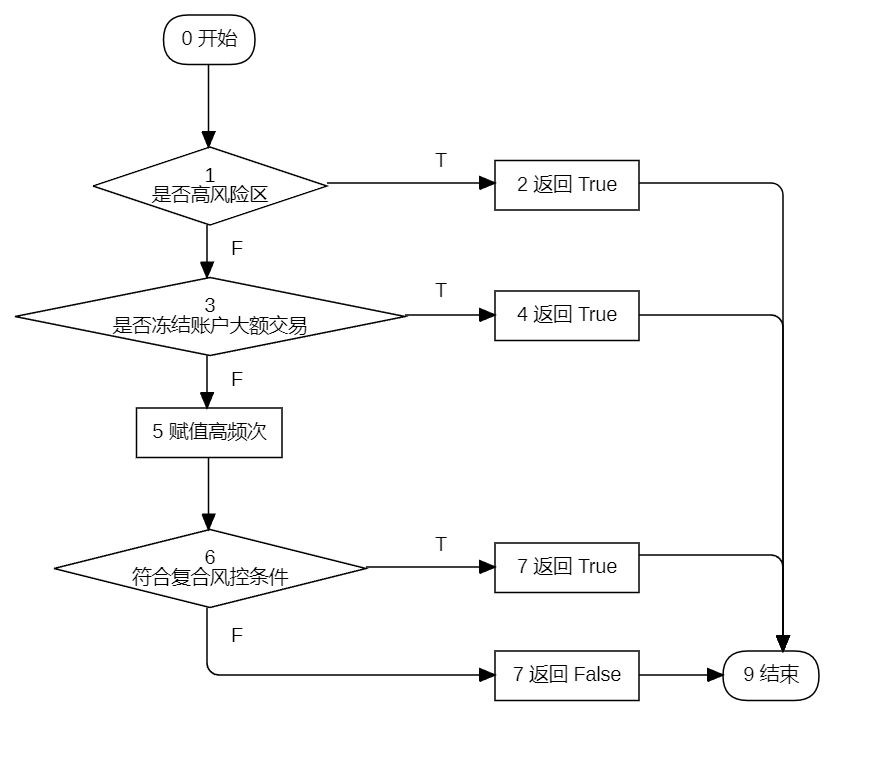 0 开始
1
是否高风险区
T
2 返回 True
F
3
是否冻结账户大额交易
T
4 返回 True
F
5 赋值高频次
6
符合复合风控条件
T
7 返回 True
F
7 返回 False
9 结束